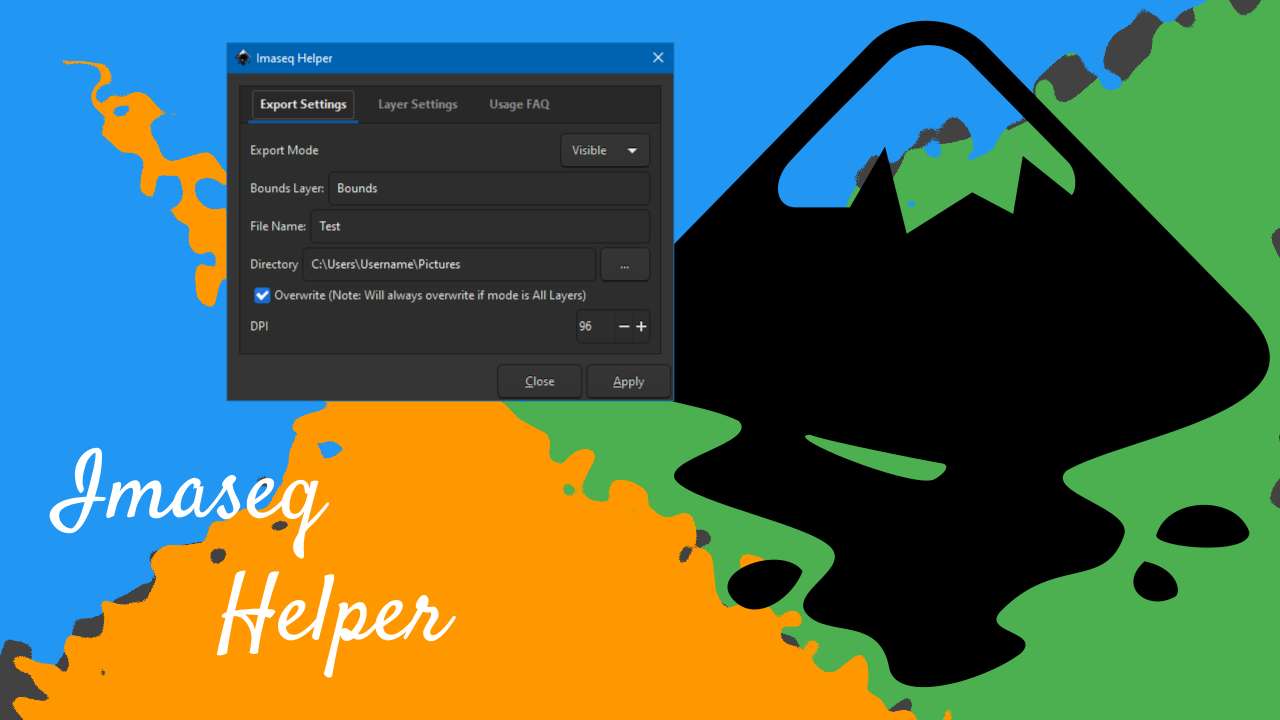 Imaseq Helper
Export Settings Layer Settings Usage FAQ
Export Mode Visible
Bounds Layer: Bounds
File Name: Test
Directory C:\Users\Username\Pictures ...
Overwrite (Note: Will always overwrite if mode is All Layers)
DPI 96
Close Apply
Imaseq
Helper